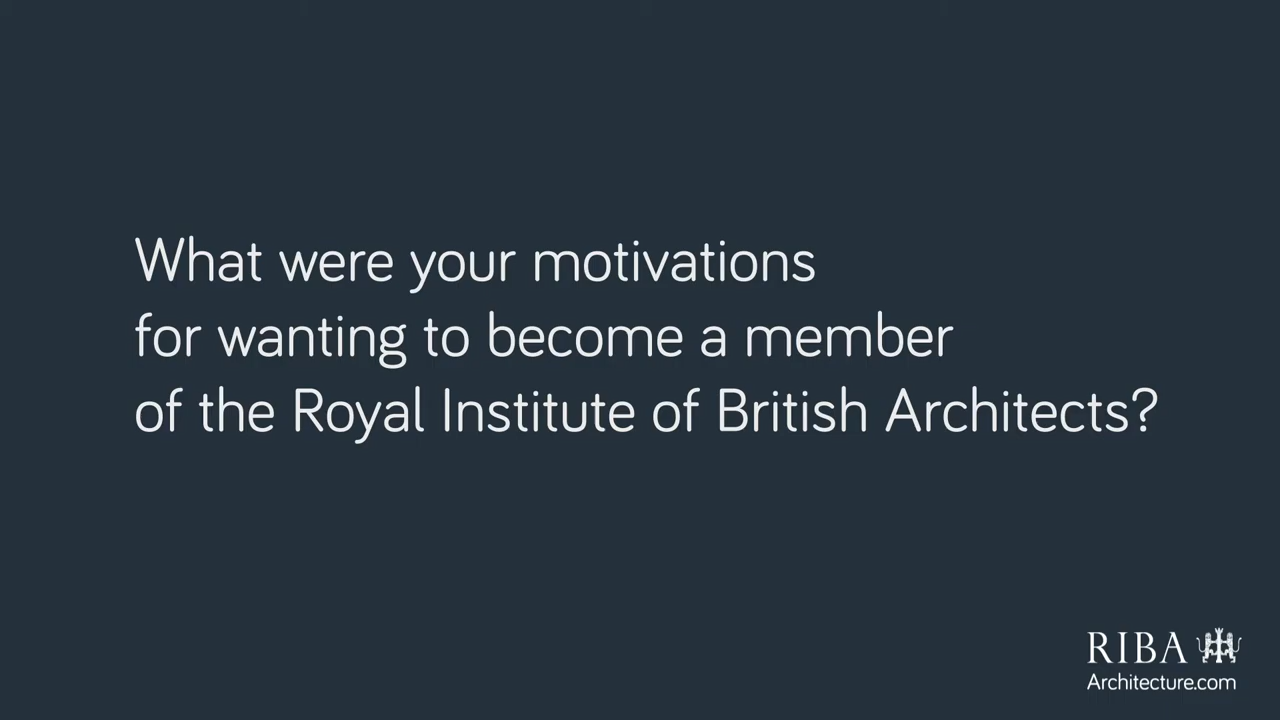 What were your motivations
for wanting to become a member
of the Royal Institute of British Architects?
RIBA
Architecture.com